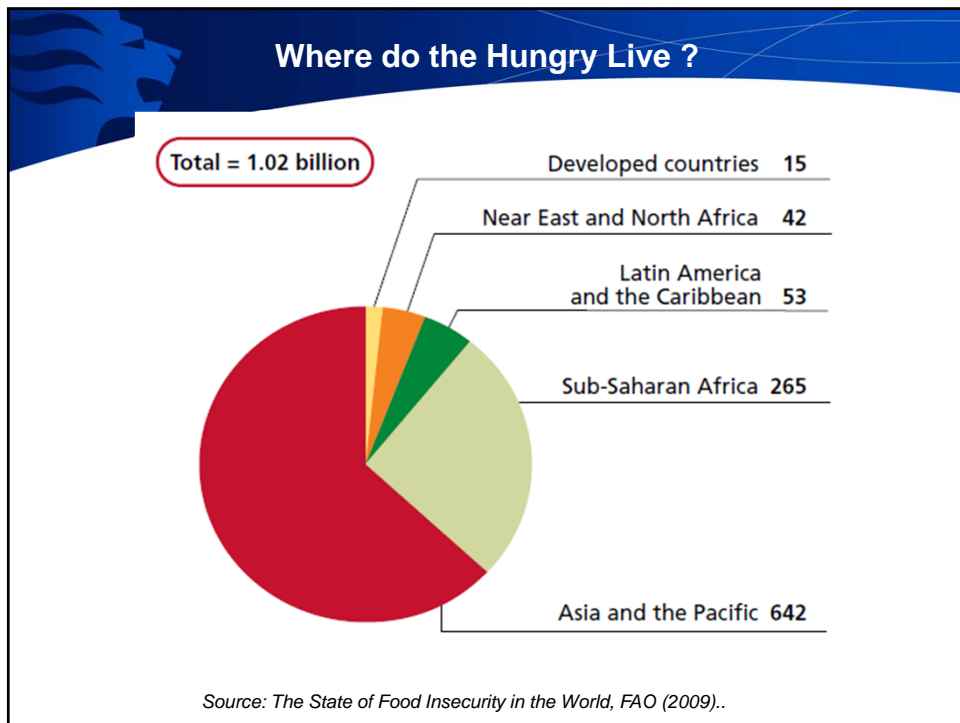 Where do the Hungry Live ?
Total = 1.02 billion
Developed countries 15
Near East and North Africa 42
Latin America
and the Caribbean 53
Sub-Saharan Africa 265
Asia and the Pacific 642
Source: The State of Food Insecurity in the World, FAO (2009)..